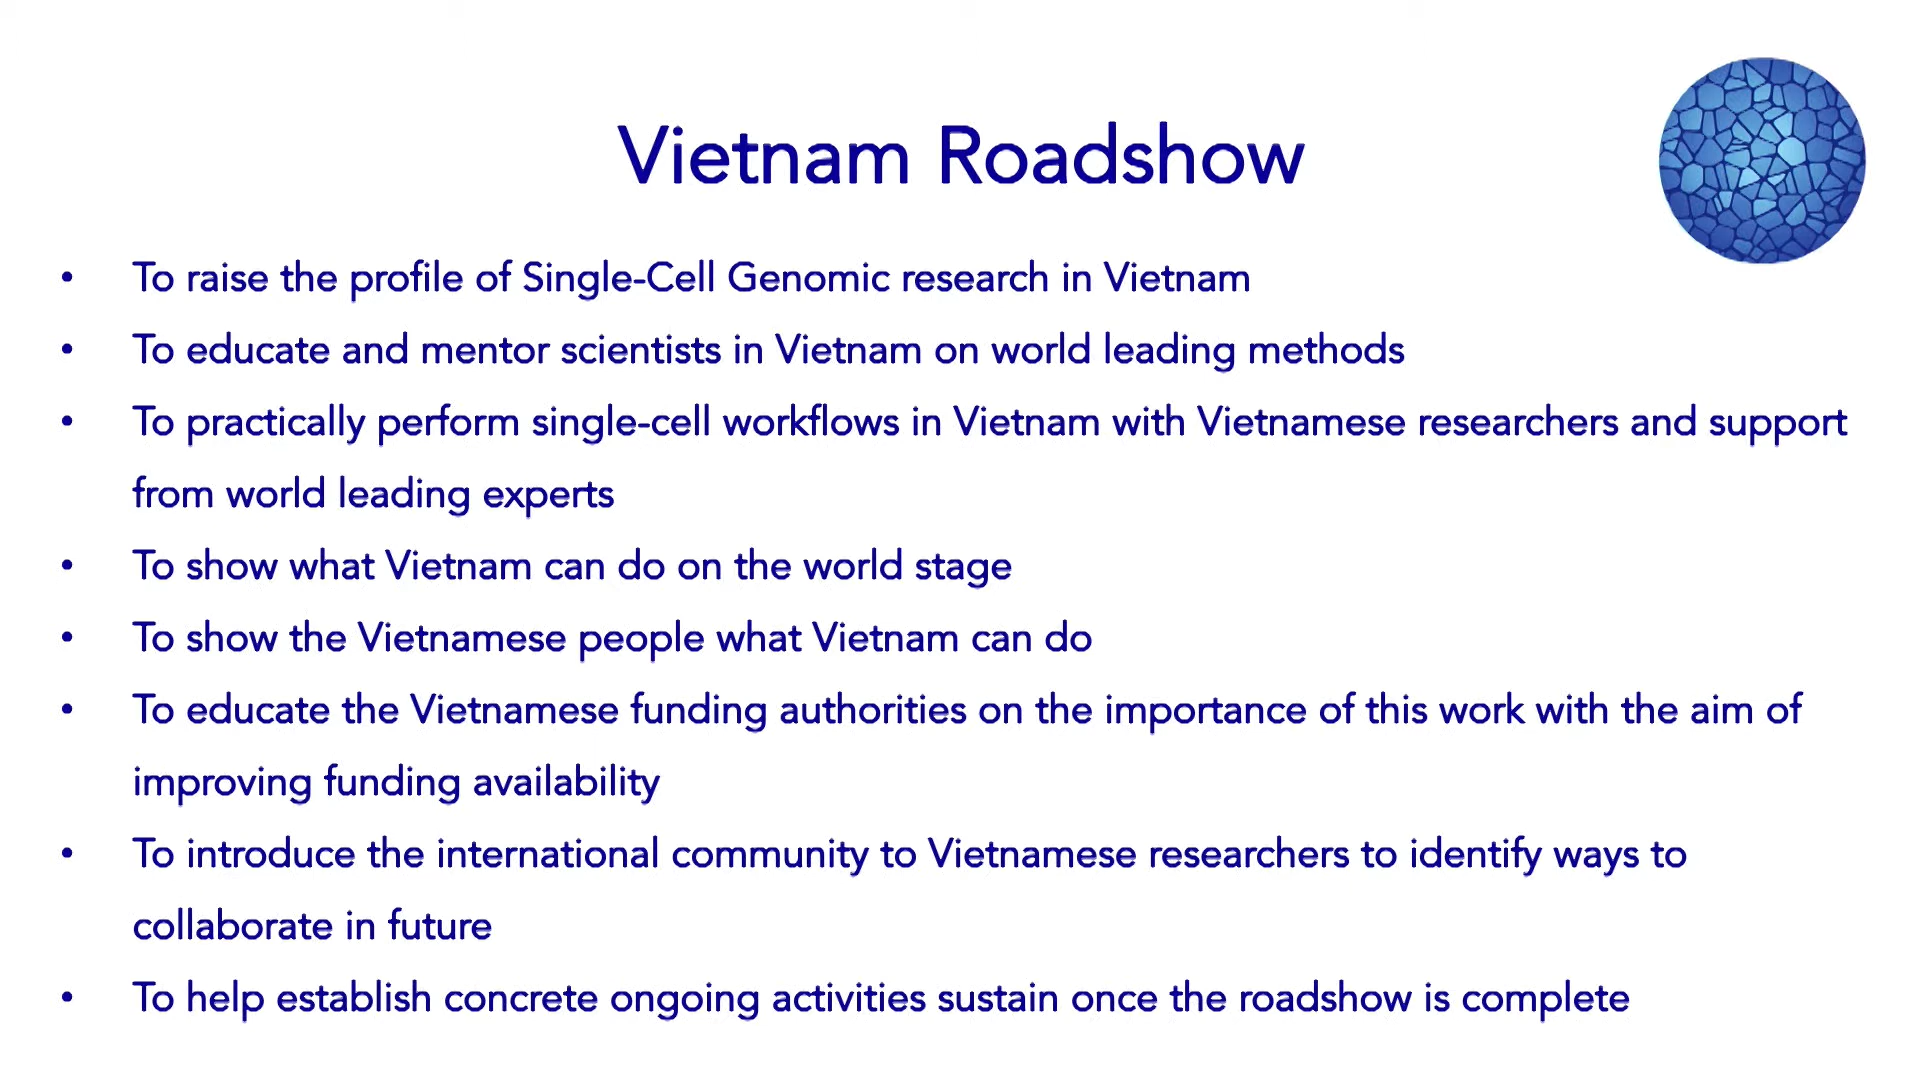 Vietnam Roadshow
• To raise the profile of Single-Cell Genomic research in Vietnam
• To educate and mentor scientists in Vietnam on world leading methods
• To practically perform single-cell workflows in Vietnam with Vietnamese researchers and support
from world leading experts
• To show what Vietnam can do on the world stage
• To show the Vietnamese people what Vietnam can do
• To educate the Vietnamese funding authorities on the importance of this work with the aim of
improving funding availability
• To introduce the international community to Vietnamese researchers to identify ways to
collaborate in future
• To help establish concrete ongoing activities sustain once the roadshow is complete